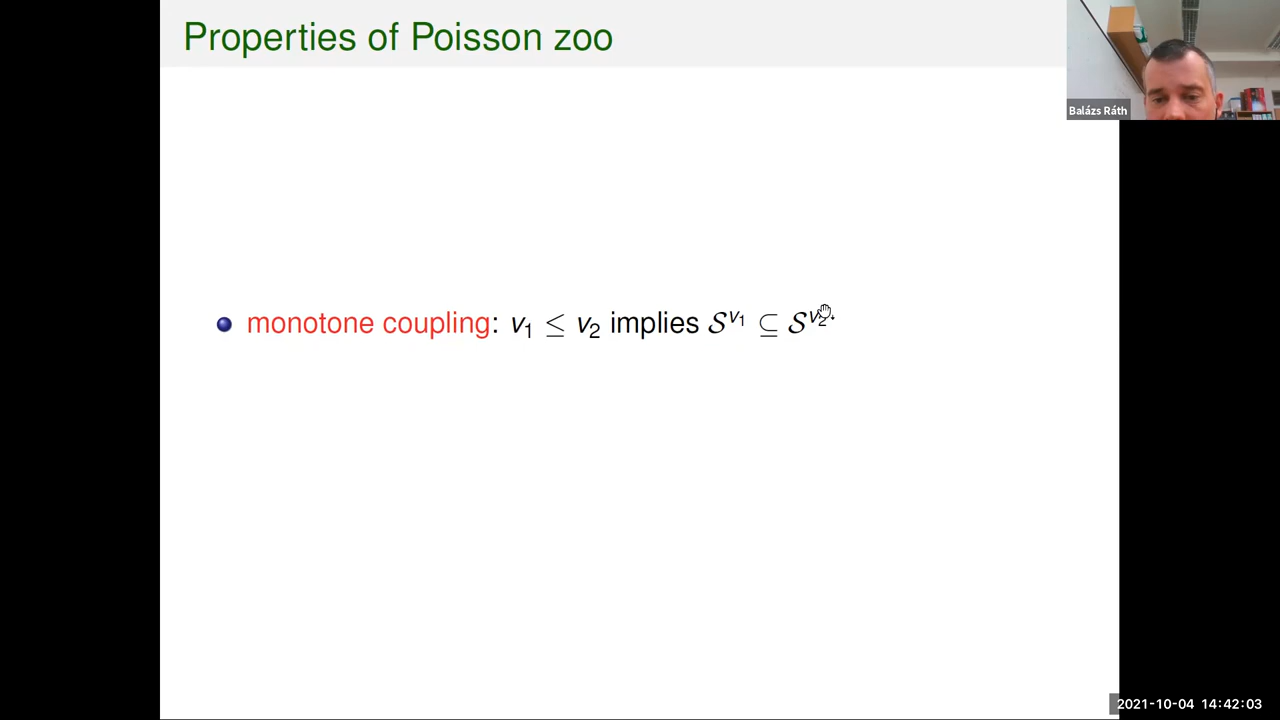 Properties of Poisson zoo
Balázs Ráth
monotone coupling: v₁ ≤ v₂ implies 𝒮^v₁ ⊆ 𝒮^v₂.
2021-10-04 14:42:03